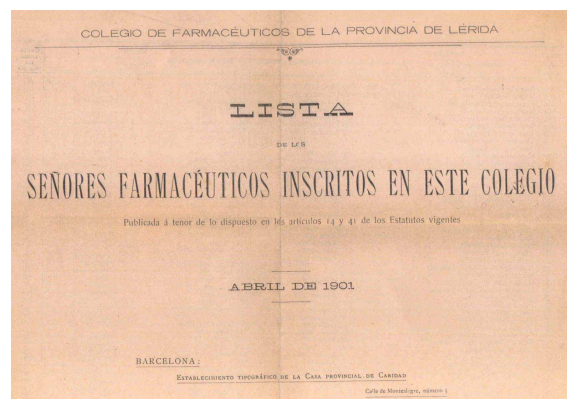 COLEGIO DE FARMACÉUTICOS DE LA PROVINCIA DE LÉRIDA
LISTA
DE LOS
SEÑORES FARMACÉUTICOS INSCRITOS EN ESTE COLEGIO
Publicada á tenor de lo dispuesto en los artículos 14 y 41 de los Estatutos vigentes
ABRIL DE 1901
BARCELONA:
ESTABLECIMIENTO TIPOGRÁFICO DE LA CASA PROVINCIAL DE CARIDAD
Calle de Montealegre, número 5